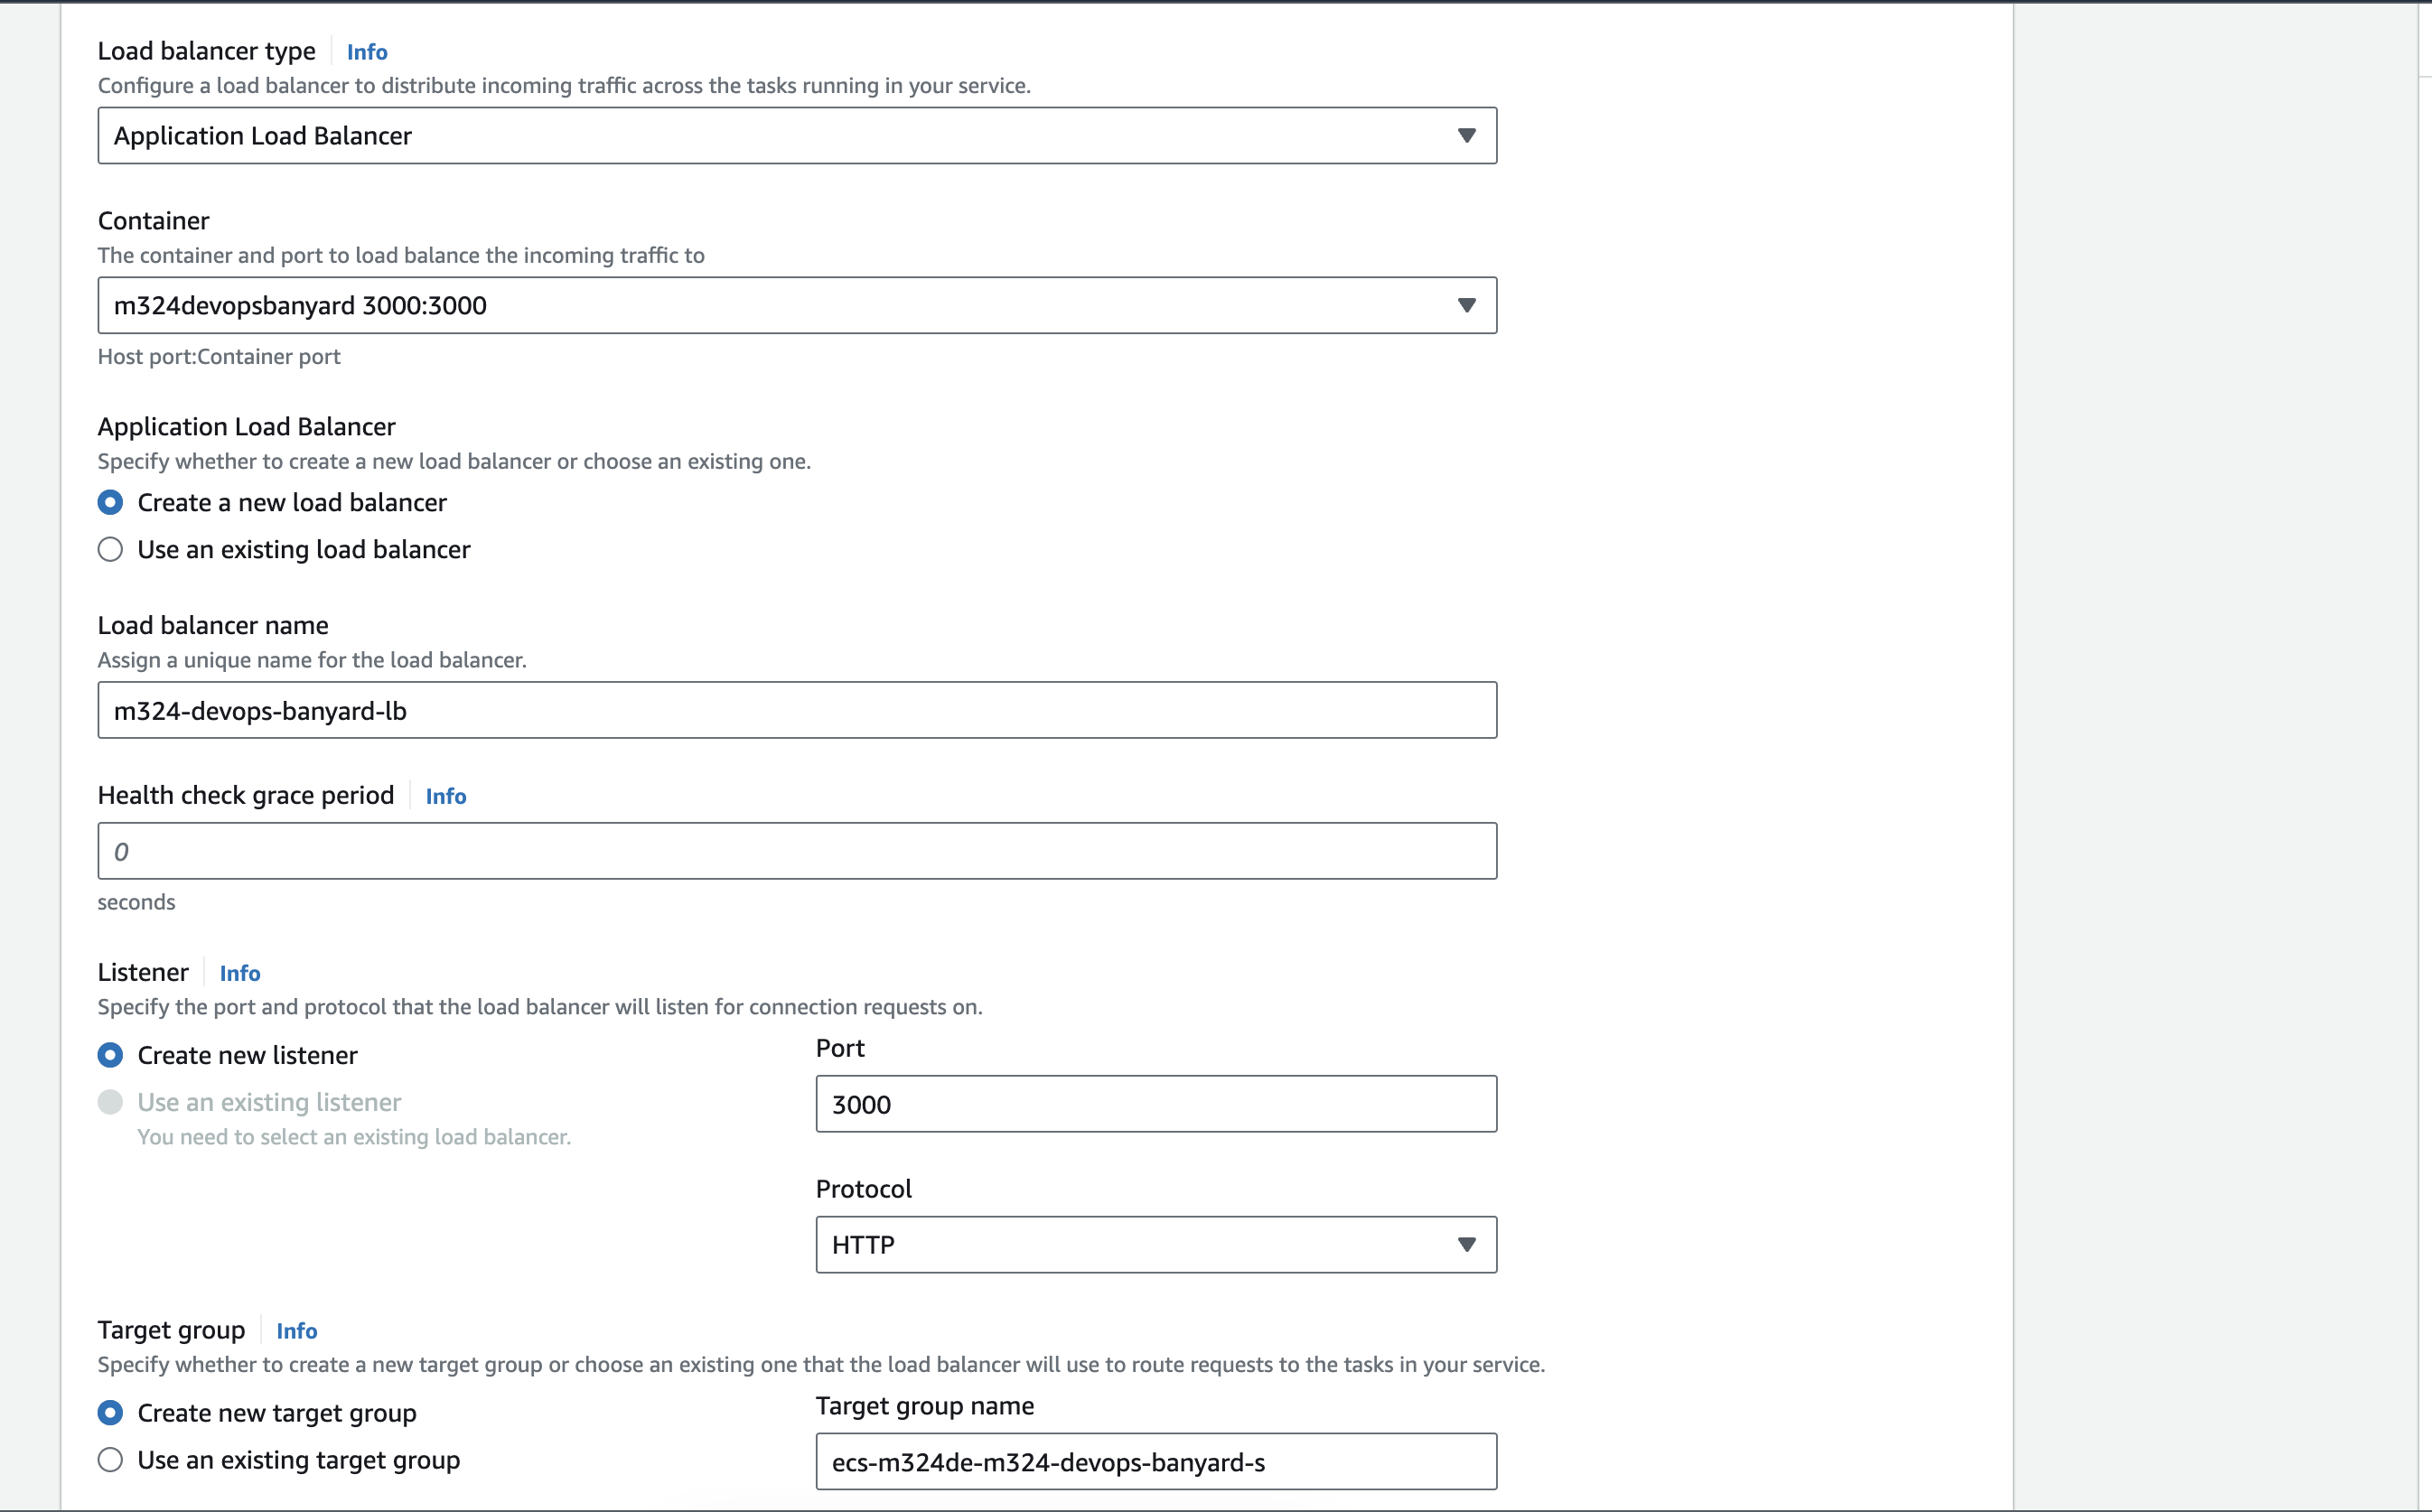 Load balancer type Info
Configure a load balancer to distribute incoming traffic across the tasks running in your service.
Application Load Balancer
Container
The container and port to load balance the incoming traffic to
m324devopsbanyard 3000:3000
Host port:Container port
Application Load Balancer
Specify whether to create a new load balancer or choose an existing one.
Create a new load balancer
Use an existing load balancer
Load balancer name
Assign a unique name for the load balancer.
m324-devops-banyard-lb
Health check grace period Info
0
seconds
Listener Info
Specify the port and protocol that the load balancer will listen for connection requests on.
Create new listener
Use an existing listener
You need to select an existing load balancer.
Port
3000
Protocol
HTTP
Target group Info
Specify whether to create a new target group or choose an existing one that the load balancer will use to route requests to the tasks in your service.
Create new target group
Use an existing target group
Target group name
ecs-m324de-m324-devops-banyard-s